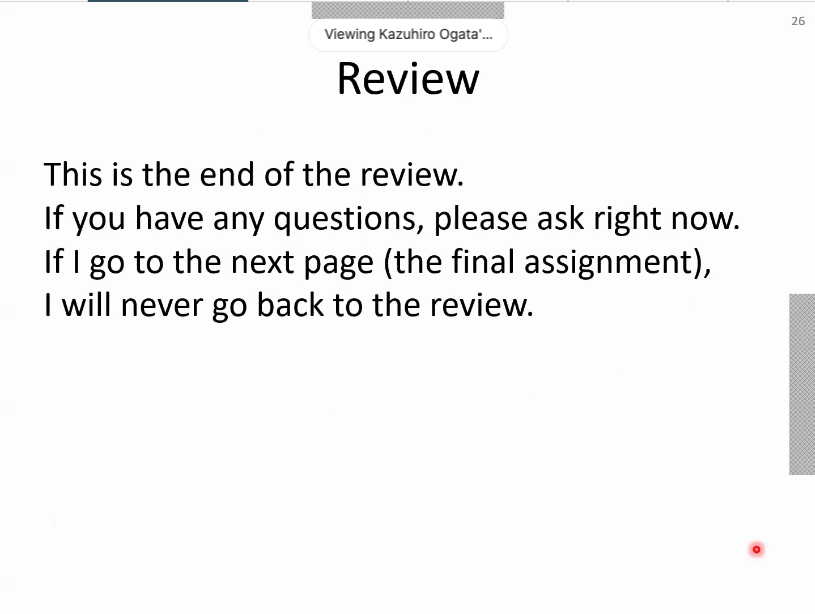 26
Viewing Kazuhiro Ogata'...
Review
This is the end of the review.
If you have any questions, please ask right now.
If I go to the next page (the final assignment),
I will never go back to the review.